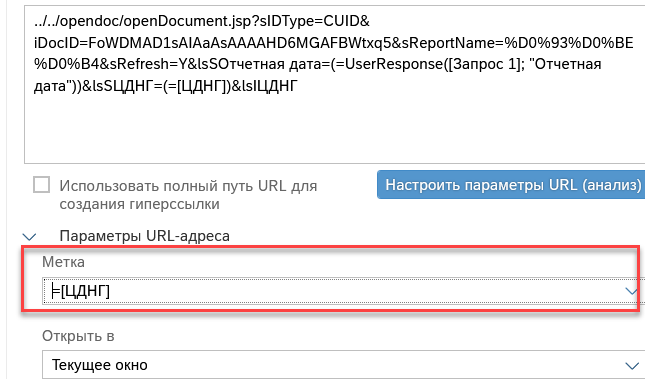 ../../opendoc/openDocument.jsp?sIDType=CUID&
iDocID=FoWDMAD1sAIAaAsAAAAHD6MGAFBWtxq5&sReportName=%D0%93%D0%BE
%D0%B4&sRefresh=Y&lsSОтчетная дата=(=UserResponse([Запрос 1]; "Отчетная
дата"))&lsSЦДНГ=(=[ЦДНГ])&lsIЦДНГ
Использовать полный путь URL для
создания гиперссылки
Настроить параметры URL (анализ)
Параметры URL-адреса
Метка
=[ЦДНГ]
Открыть в
Текущее окно